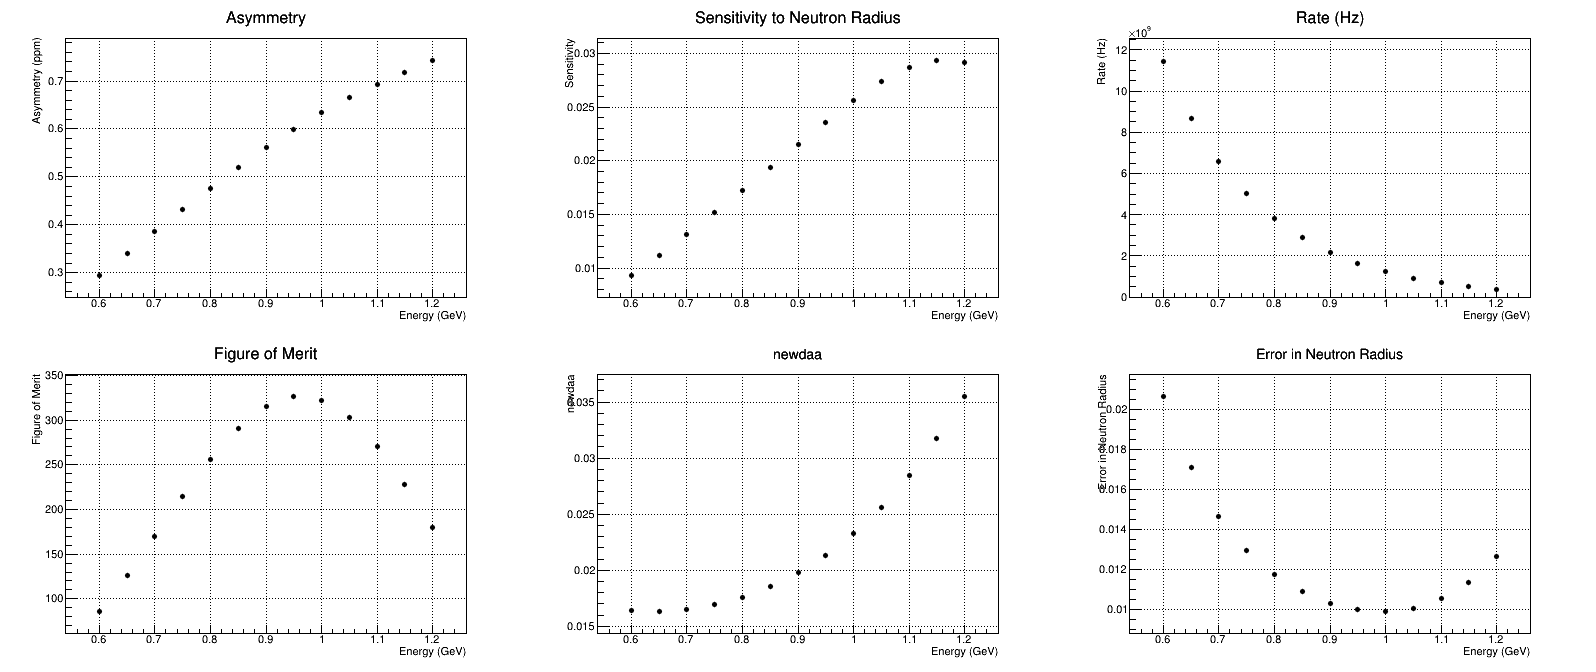 Asymmetry
Asymmetry (ppm)
0.7
0.6
0.5
0.4
0.3
0.6 0.7 0.8 0.9 1 1.1 1.2
Energy (GeV)
Sensitivity to Neutron Radius
Sensitivity
0.03
0.025
0.02
0.015
0.01
0.6 0.7 0.8 0.9 1 1.1 1.2
Energy (GeV)
Rate (Hz)
×10⁹
Rate (Hz)
12
10
8
6
4
2
0
0.6 0.7 0.8 0.9 1 1.1 1.2
Energy (GeV)
Figure of Merit
Figure of Merit
350
300
250
200
150
100
0.6 0.7 0.8 0.9 1 1.1 1.2
Energy (GeV)
newdaa
newdaa
0.035
0.03
0.025
0.02
0.015
0.6 0.7 0.8 0.9 1 1.1 1.2
Energy (GeV)
Error in Neutron Radius
Error in Neutron Radius
0.02
0.018
0.016
0.014
0.012
0.01
0.6 0.7 0.8 0.9 1 1.1 1.2
Energy (GeV)